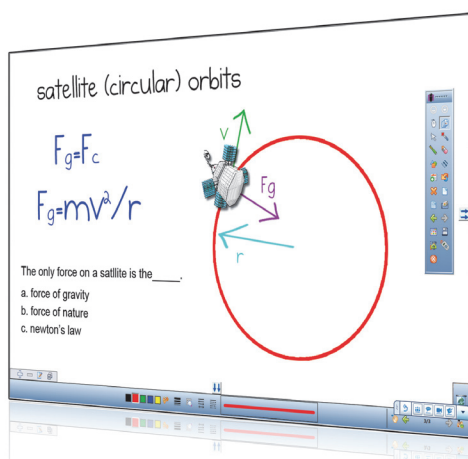 satellite (circular) orbits
Fg=Fc
Fg=mv²/r
v
Fg
r
The only force on a satllite is the_____.
a. force of gravity
b. force of nature
c. newton's law